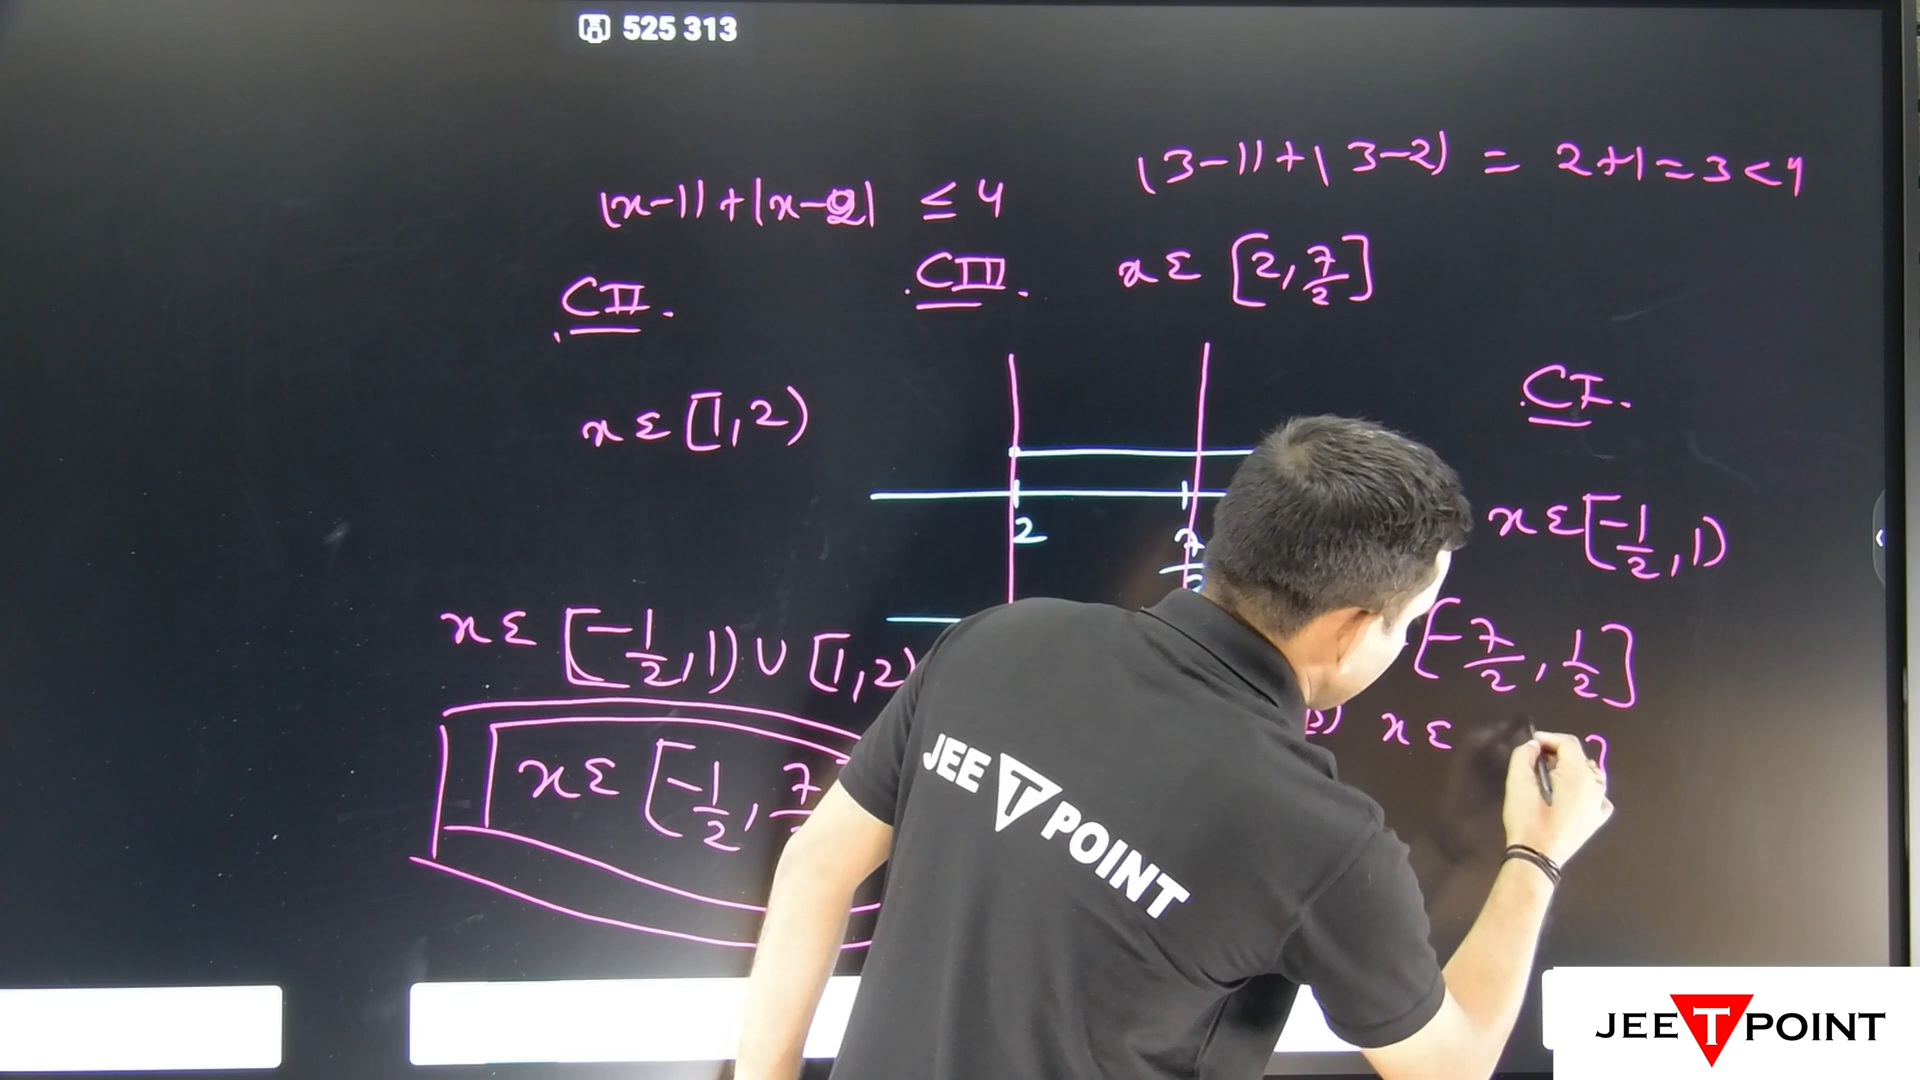 525 313
|3-1|+|3-2| = 2+1=3<4
|x-1|+|x-2| ≤ 4
CII.
CIII.
x∈ [2, 7/2]
CI.
x∈ [1,2)
2
7
x∈[-1/2, 1)
x∈ [-1/2, 1) ∪ [1,2)
[-7/2, 1/2]
x∈
x∈ [-1/2, 7
JEE T POINT
JEE T POINT